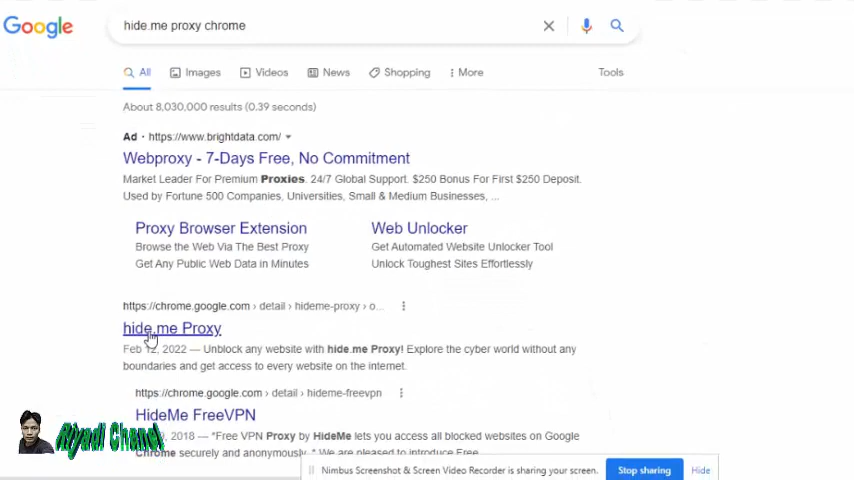 Google
hide.me proxy chrome
All Images Videos News Shopping More Tools
About 8,030,000 results (0.39 seconds)
Ad · https://www.brightdata.com/
Webproxy - 7-Days Free, No Commitment
Market Leader For Premium Proxies. 24/7 Global Support. $250 Bonus For First $250 Deposit.
Used by Fortune 500 Companies, Universities, Small & Medium Businesses, ...
Proxy Browser Extension
Browse the Web Via The Best Proxy
Get Any Public Web Data in Minutes
Web Unlocker
Get Automated Website Unlocker Tool
Unlock Toughest Sites Effortlessly
https://chrome.google.com › detail › hideme-proxy › o...
hide.me Proxy
Feb 12, 2022 — Unblock any website with hide.me Proxy! Explore the cyber world without any
boundaries and get access to every website on the internet.
https://chrome.google.com › detail › hideme-freevpn
HideMe FreeVPN
2018 — *Free VPN Proxy by HideMe lets you access all blocked websites on Google
Chrome securely and anonymously. * We are pleased to introduce Free
Riyadi Chanel
Nimbus Screenshot & Screen Video Recorder is sharing your screen. Stop sharing Hide